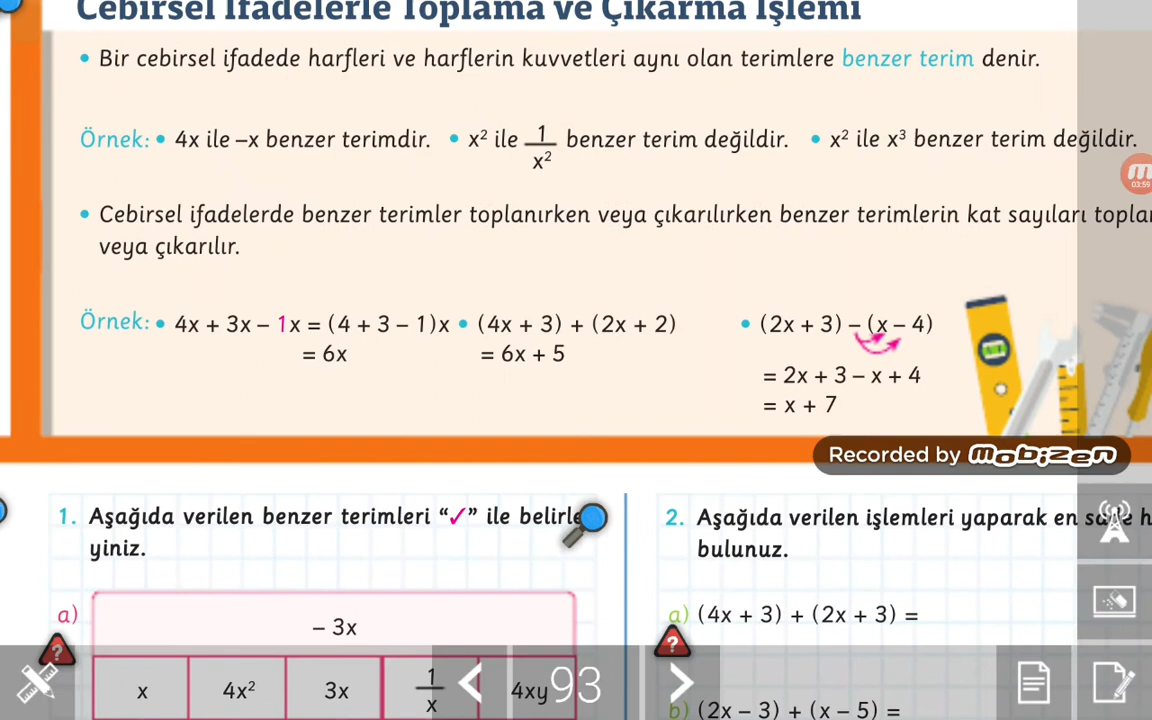 Cebirsel İfadelerle Toplama ve Çıkarma İşlemi
• Bir cebirsel ifadede harfleri ve harflerin kuvvetleri aynı olan terimlere benzer terim denir.
Örnek: • 4x ile –x benzer terimdir. • x² ile 1/x² benzer terim değildir. • x² ile x³ benzer terim değildir.
03:59
• Cebirsel ifadelerde benzer terimler toplanırken veya çıkarılırken benzer terimlerin kat sayıları
veya çıkarılır.
Örnek: • 4x + 3x – 1x = (4 + 3 – 1)x • (4x + 3) + (2x + 2) • (2x + 3) – (x – 4)
= 6x = 6x + 5
= 2x + 3 – x + 4
= x + 7
Recorded by mobizen
1. Aşağıda verilen benzer terimleri “✓” ile belirle
yiniz.
2. Aşağıda verilen işlemleri yaparak en
bulunuz.
a) – 3x
x 4x² 3x 1/x 4xy
a) (4x + 3) + (2x + 3) =
b) (2x – 3) + (x – 5) =
93